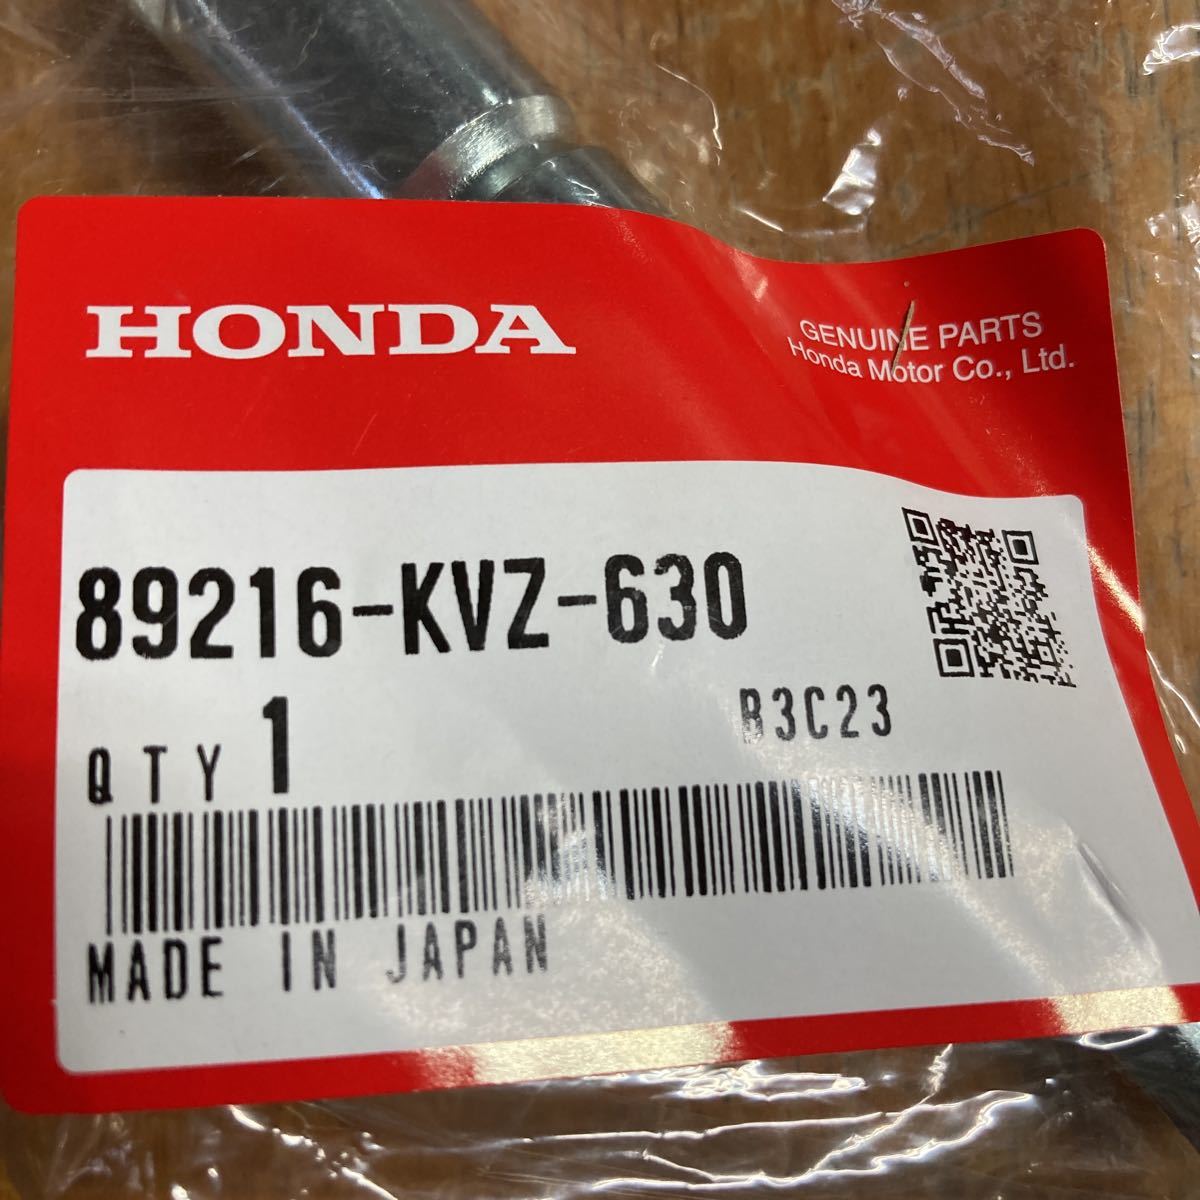 HONDA
GENUINE PARTS
Honda Motor Co., Ltd.
89216-KVZ-630
QTY 1
B3C23
MADE IN JAPAN